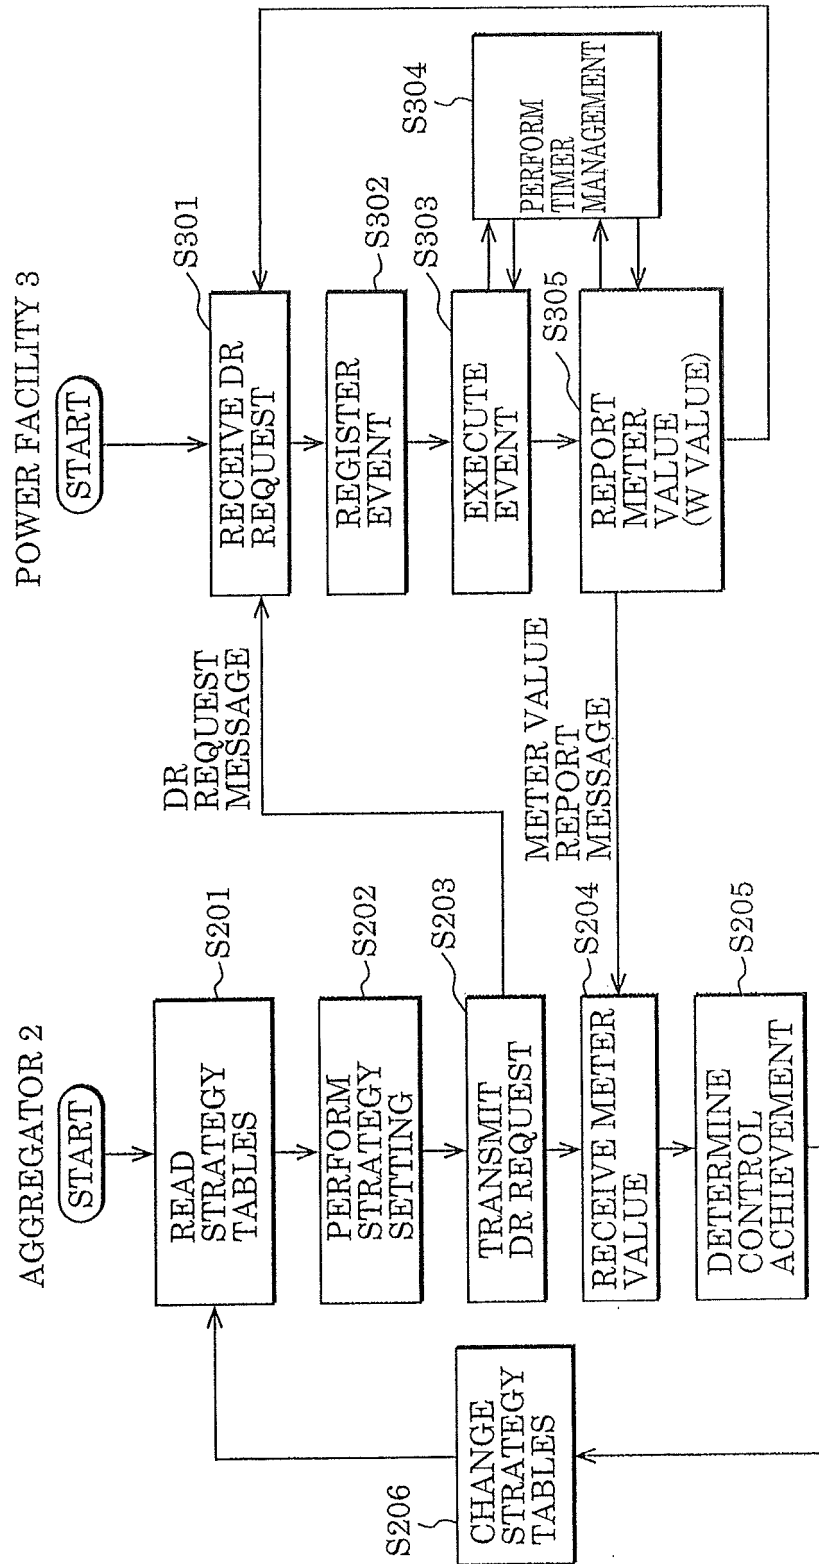 AGGREGATOR 2
START
S201
READ
STRATEGY
TABLES
S202
PERFORM
STRATEGY
SETTING
S203
TRANSMIT
DR REQUEST
S204
RECEIVE METER
VALUE
S205
DETERMINE
CONTROL
ACHIEVEMENT
S206
CHANGE
STRATEGY
TABLES
DR
REQUEST
MESSAGE
METER VALUE
REPORT
MESSAGE
POWER FACILITY 3
START
S301
RECEIVE DR
REQUEST
S302
REGISTER
EVENT
S303
EXECUTE
EVENT
S304
PERFORM
TIMER
MANAGEMENT
S305
REPORT
METER
VALUE
(W VALUE)